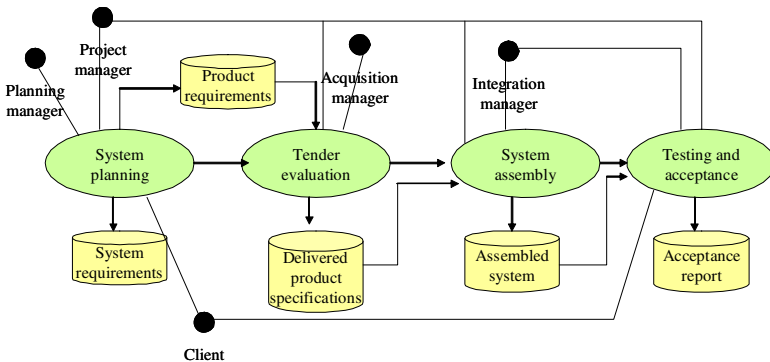 Project
manager
Planning
manager
Product
requirements
Acquisition
manager
Integration
manager
System
planning
Tender
evaluation
System
assembly
Testing and
acceptance
System
requirements
Delivered
product
specifications
Assembled
system
Acceptance
report
Client